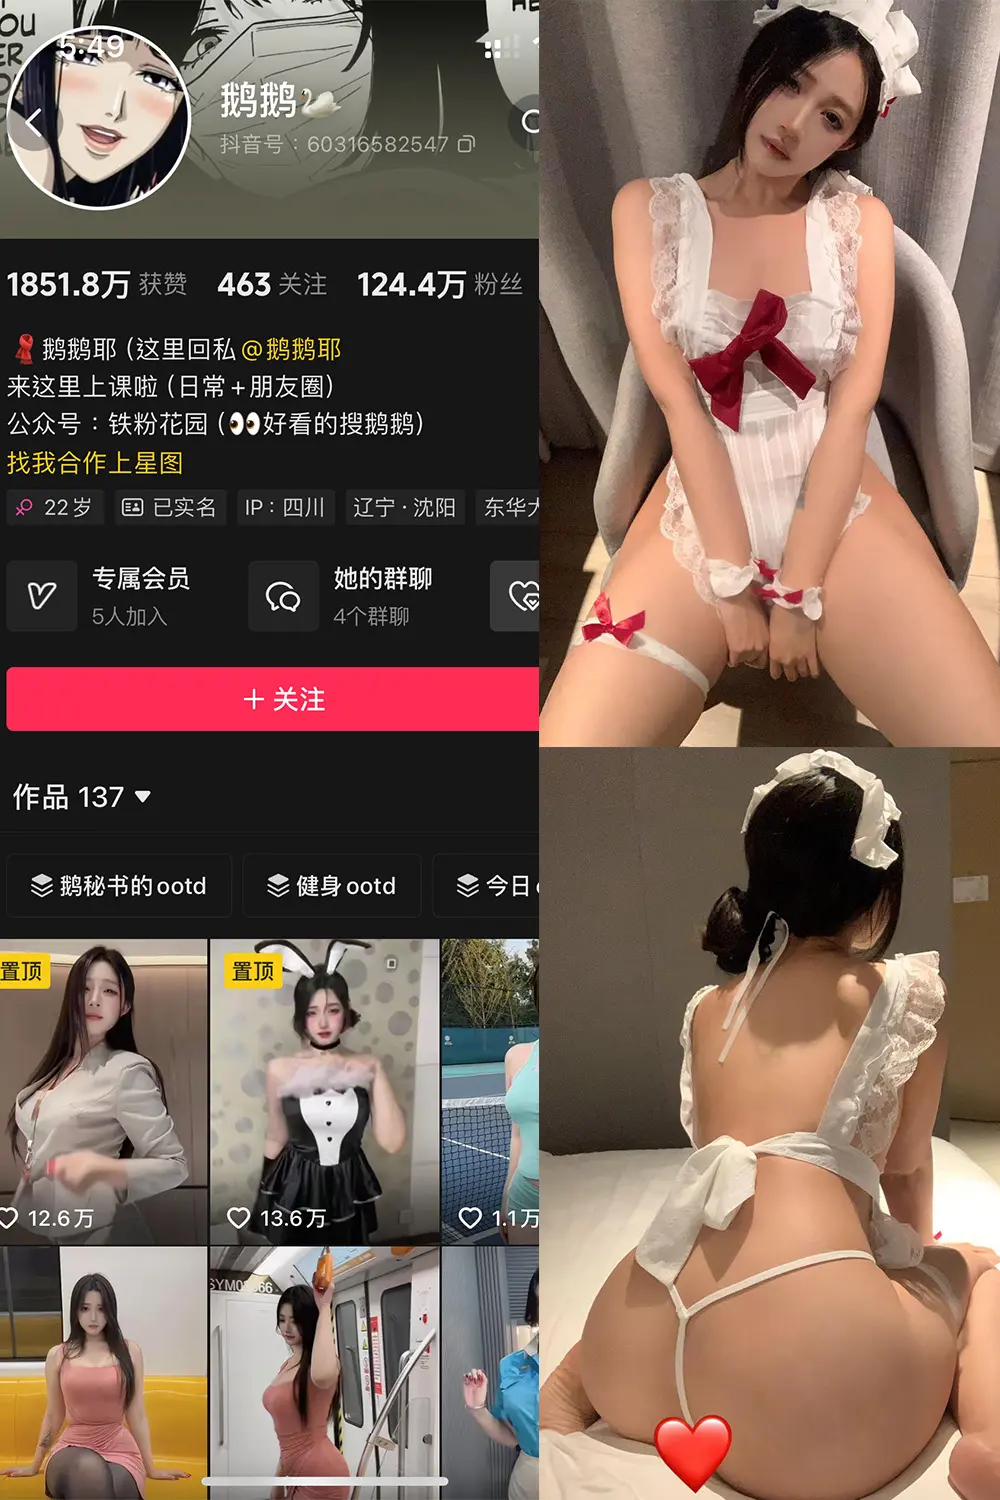 OU
ER
HE
5:49
鹅鹅🦢
抖音号：60316582547
1851.8万 获赞 463 关注 124.4万 粉丝
🧣鹅鹅耶（这里回私 @鹅鹅耶
来这里上课啦（日常+朋友圈）
公众号：铁粉花园（👀好看的搜鹅鹅）
找我合作上星图
22岁 已实名 IP：四川 辽宁·沈阳 东华大
专属会员 她的群聊
5人加入 4个群聊
+ 关注
作品 137
鹅秘书的ootd 健身ootd 今日
置顶 置顶
12.6万 13.6万 1.1万